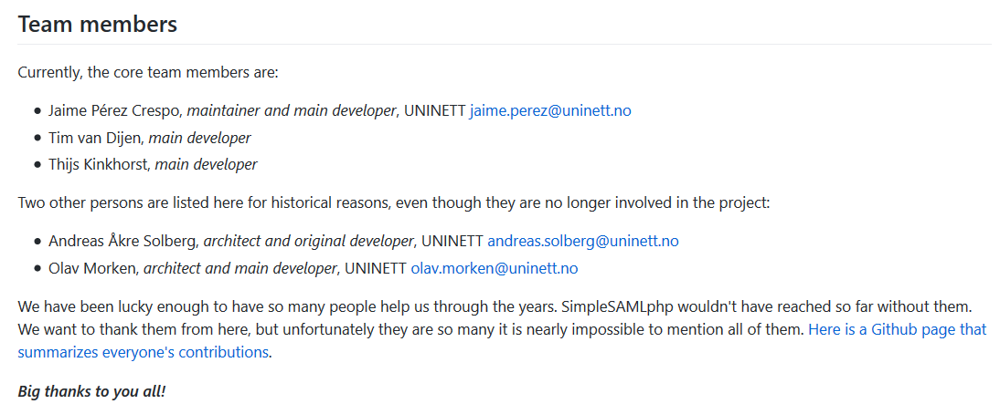 Team members
Currently, the core team members are:
• Jaime Pérez Crespo, maintainer and main developer, UNINETT jaime.perez@uninett.no
• Tim van Dijen, main developer
• Thijs Kinkhorst, main developer
Two other persons are listed here for historical reasons, even though they are no longer involved in the project:
• Andreas Åkre Solberg, architect and original developer, UNINETT andreas.solberg@uninett.no
• Olav Morken, architect and main developer, UNINETT olav.morken@uninett.no
We have been lucky enough to have so many people help us through the years. SimpleSAMLphp wouldn't have reached so far without them.
We want to thank them from here, but unfortunately they are so many it is nearly impossible to mention all of them. Here is a Github page that
summarizes everyone's contributions.
Big thanks to you all!